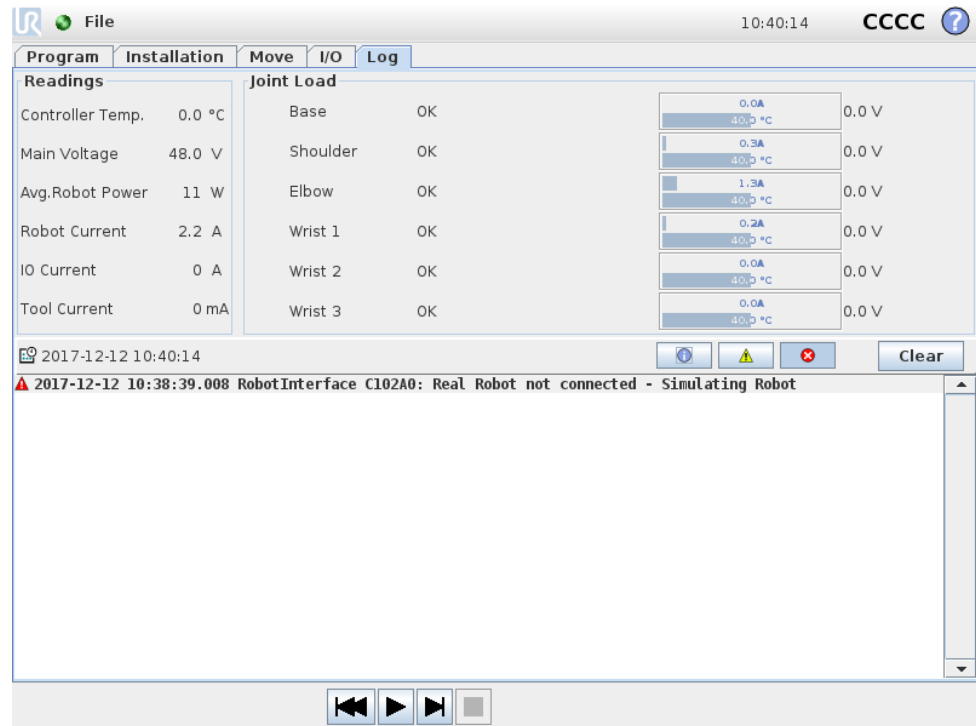 UR File 10:40:14 CCCC ?
Program Installation Move I/O Log
Readings
Controller Temp. 0.0 °C
Main Voltage 48.0 V
Avg.Robot Power 11 W
Robot Current 2.2 A
IO Current 0 A
Tool Current 0 mA
Joint Load
Base OK 0.0A 40.0 °C 0.0 V
Shoulder OK 0.3A 40.0 °C 0.0 V
Elbow OK 1.3A 40.0 °C 0.0 V
Wrist 1 OK 0.2A 40.0 °C 0.0 V
Wrist 2 OK 0.0A 40.0 °C 0.0 V
Wrist 3 OK 0.0A 40.0 °C 0.0 V
2017-12-12 10:40:14 Clear
2017-12-12 10:38:39.008 RobotInterface C102A0: Real Robot not connected - Simulating Robot